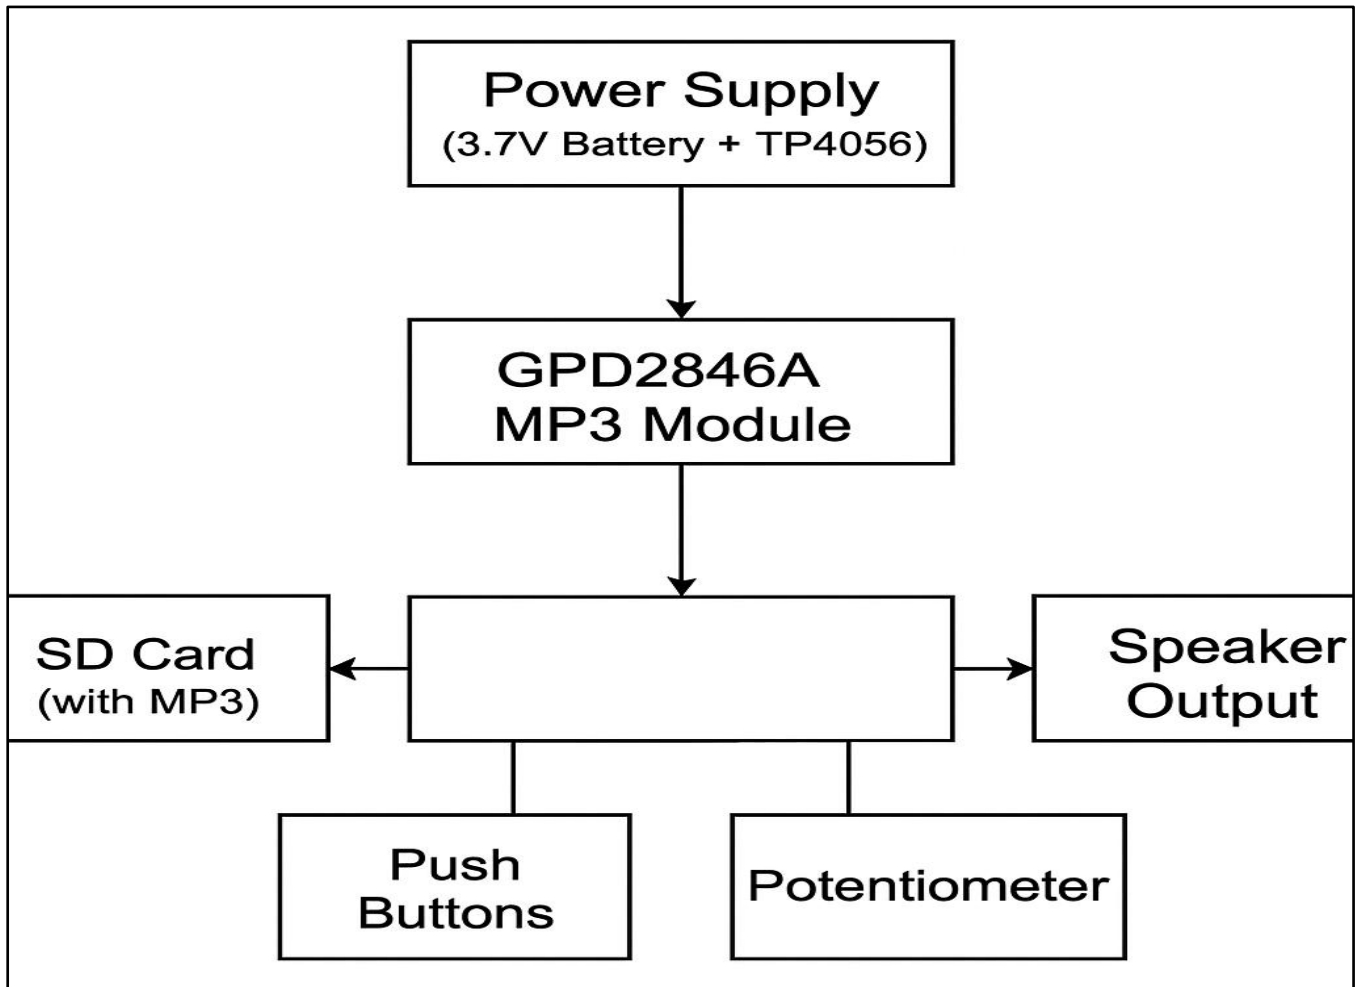 Power Supply
(3.7V Battery + TP4056)
GPD2846A
MP3 Module
SD Card
(with MP3)
Speaker
Output
Push
Buttons
Potentiometer